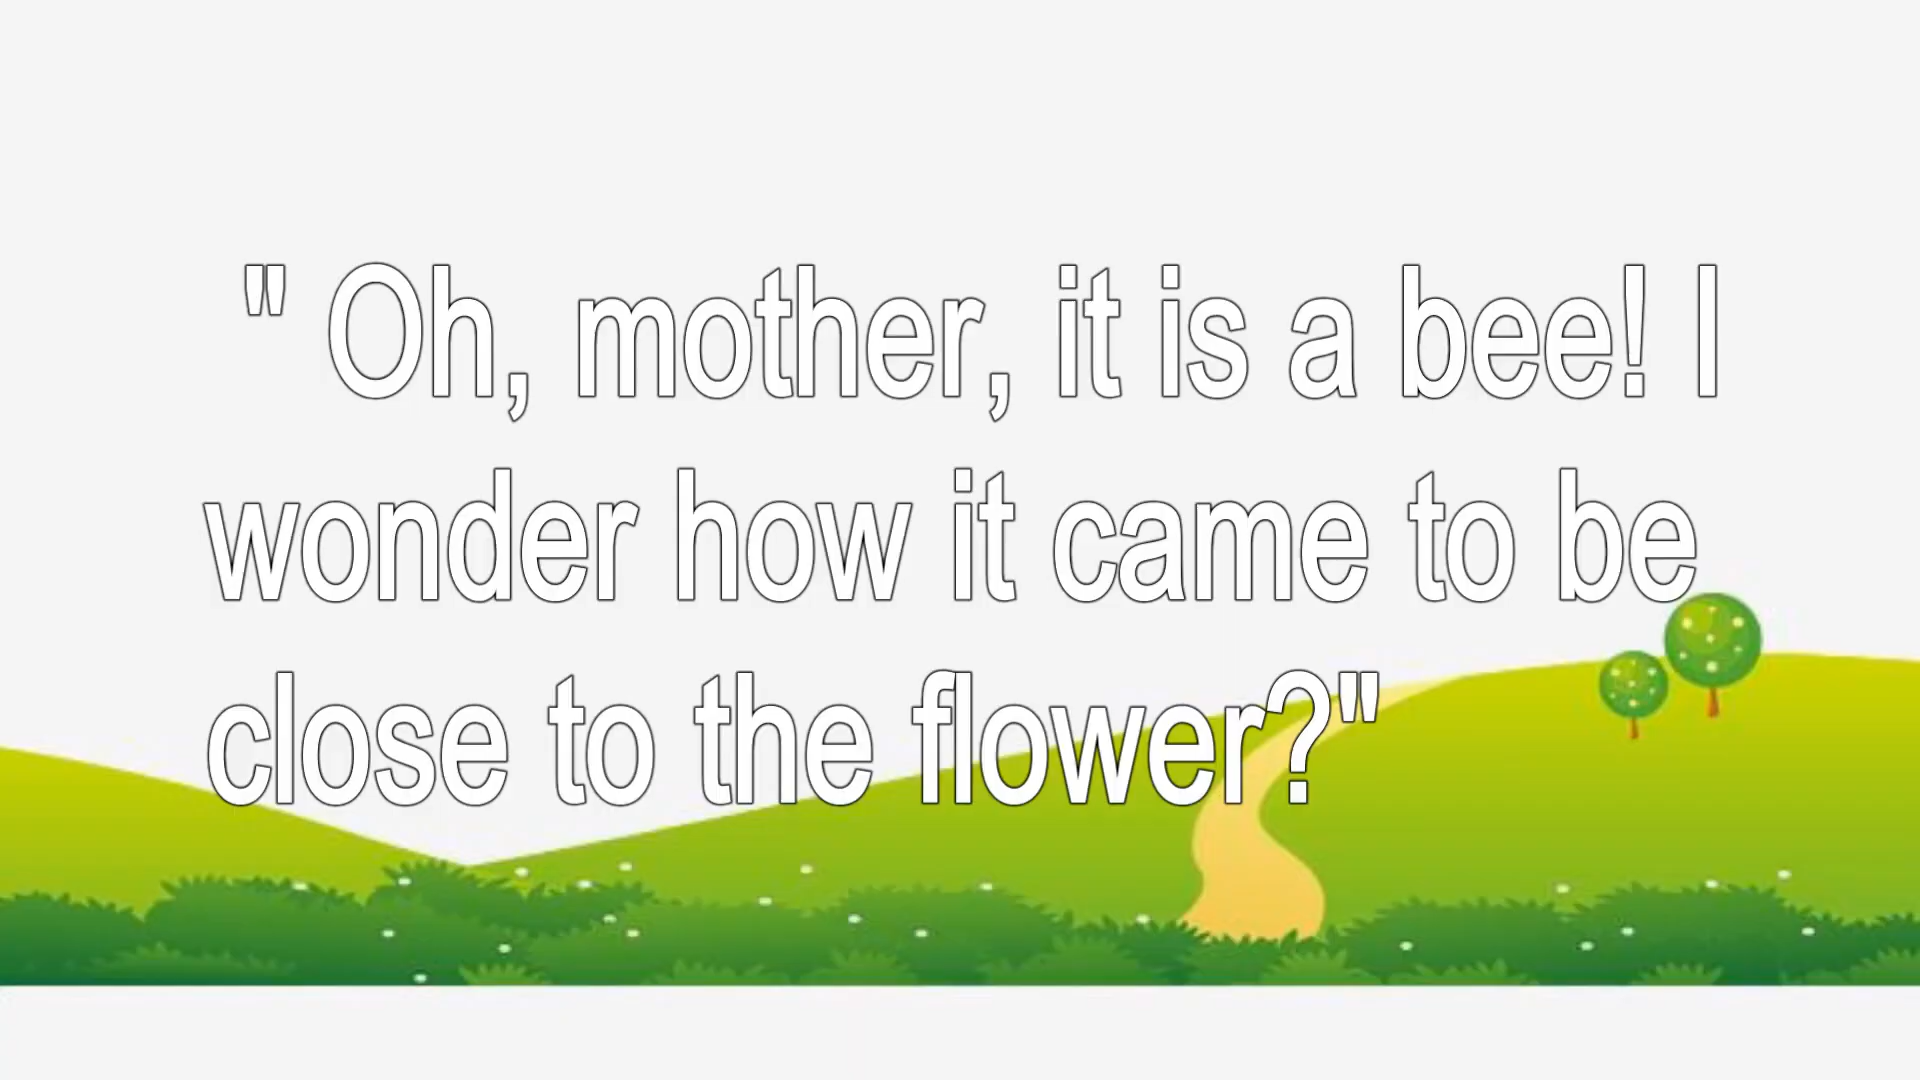 " Oh, mother, it is a bee! I
wonder how it came to be
close to the flower?"